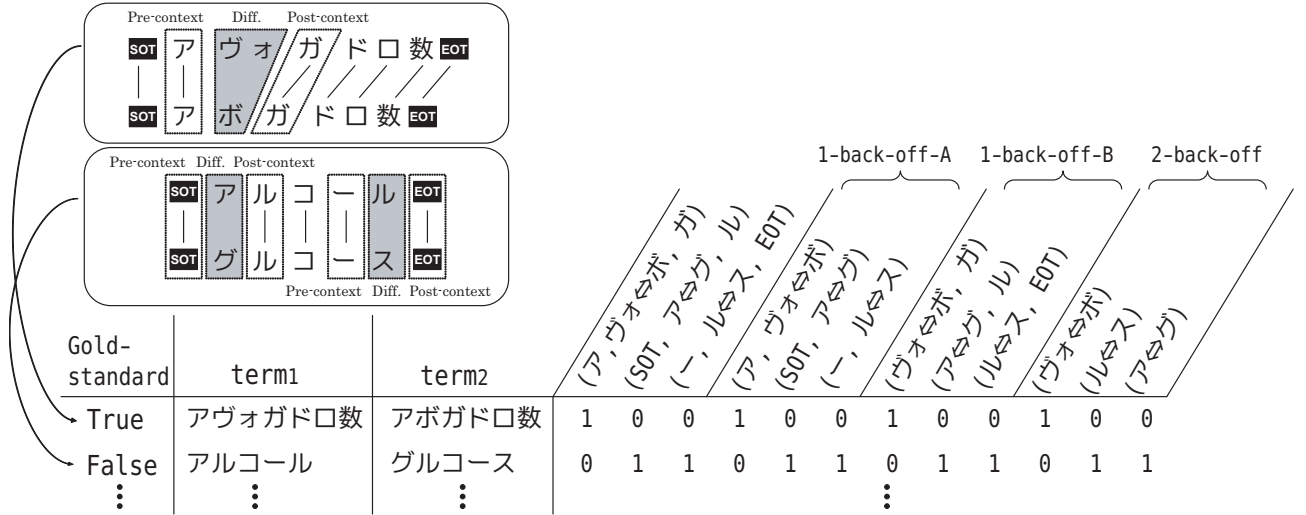 Pre-context Diff. Post-context
SOT ア ヴォ ガ ド ロ 数 EOT
SOT ア ボ ガ ド ロ 数 EOT
Pre-context Diff. Post-context
SOT ア ル コ ー ル EOT
SOT グ ル コ ー ス EOT
Pre-context Diff. Post-context
1-back-off-A 1-back-off-B 2-back-off
(ア,ヴォ⇔ボ, ガ)
(SOT, ア⇔グ, ル)
(ー, ル⇔ス, EOT)
(ア, ヴォ⇔ボ)
(SOT, ア⇔グ)
(ー, ル⇔ス)
(ヴォ⇔ボ, ガ)
(ア⇔グ, ル)
(ル⇔ス, EOT)
(ヴォ⇔ボ)
(ル⇔ス)
(ア⇔グ)
Gold-
standard term1 term2
True アヴォガドロ数 アボガドロ数 1 0 0 1 0 0 1 0 0 1 0 0
False アルコール グルコース 0 1 1 0 1 1 0 1 1 0 1 1